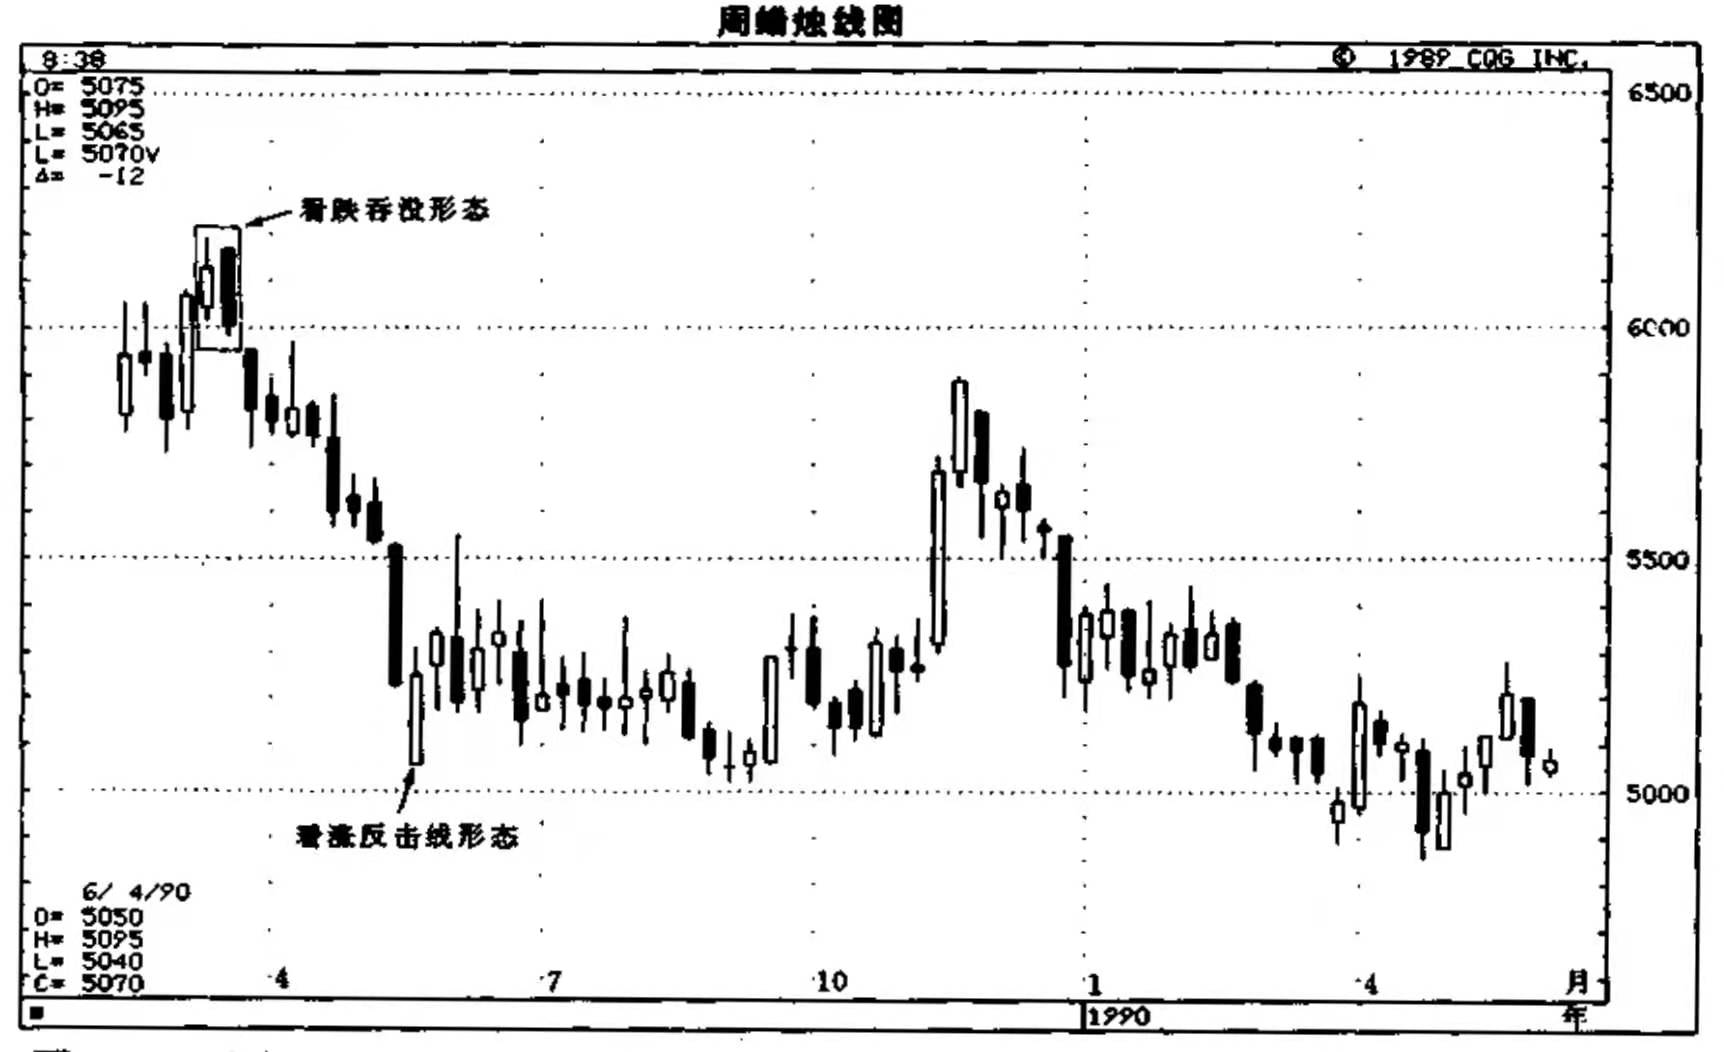 周蜡烛线图
8:38
© 1989 CQG INC.
O= 5075
H= 5095
L= 5065
L= 5070V
Δ= -12
看跌吞没形态
看涨反击线形态
6500
6000
5500
5000
6/ 4/90
O= 5050
H= 5095
L= 5040
C= 5070
4 7 10 1 4 月
1990 年